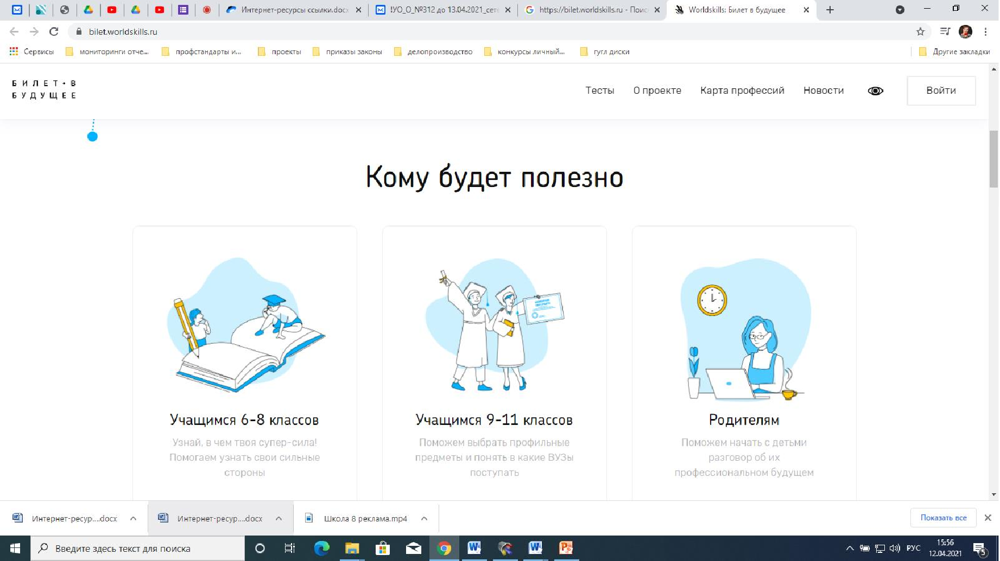 Интернет-ресурсы ссылки.docx
!УО_О_№312 до 13.04.2021_сете
https://bilet.worldskills.ru - Поис
Worldskills: Билет в будущее
bilet.worldskills.ru
Сервисы
мониторинги отче...
профстандарты и...
проекты
приказы законы
делопроизводство
конкурсы личный...
гугл диски
Другие закладки
БИЛЕТ•В
БУДУЩЕЕ
Тесты
О проекте
Карта профессий
Новости
Войти
Кому будет полезно
Учащимся 6-8 классов
Узнай, в чем твоя супер-сила!
Помогаем узнать свои сильные
стороны
Учащимся 9-11 классов
Поможем выбрать профильные
предметы и понять в какие ВУЗы
поступать
Родителям
Поможем начать с детьми
разговор об их
профессиональном будущем
Интернет-ресур....docx
Интернет-ресур....docx
Школа 8 реклама.mp4
Показать все
Введите здесь текст для поиска
РУС
15:56
12.04.2021
5